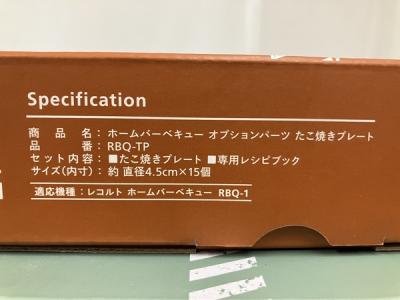 Specification
商品名：ホームバーベキュー オプションパーツ たこ焼きプレート
品番：RBQ-TP
セット内容：■たこ焼きプレート ■専用レシピブック
サイズ(内寸)：約 直径4.5cm×15個
適応機種：レコルト ホームバーベキュー RBQ-1